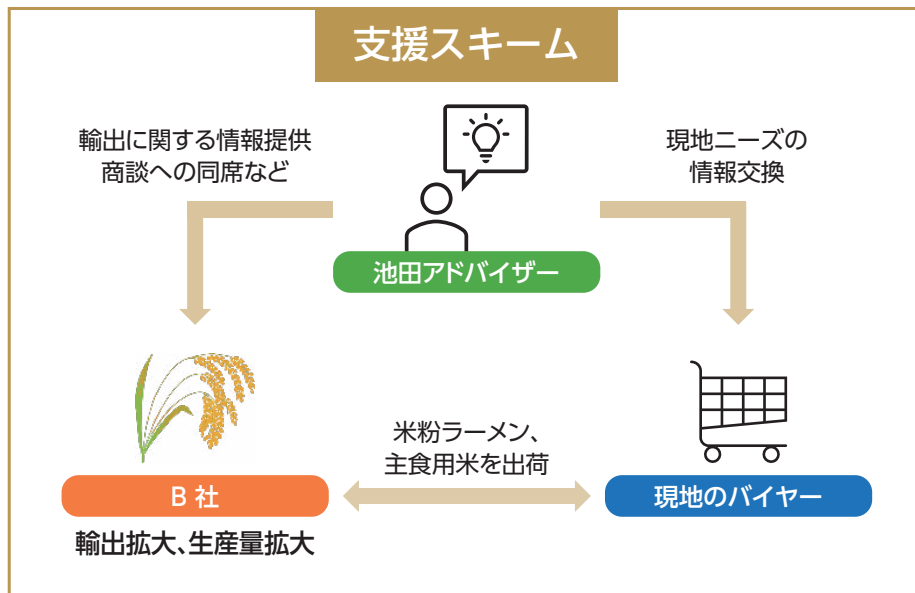 支援スキーム
輸出に関する情報提供
商談への同席など
現地ニーズの
情報交換
池田アドバイザー
米粉ラーメン、
主食用米を出荷
B 社
現地のバイヤー
輸出拡大、生産量拡大